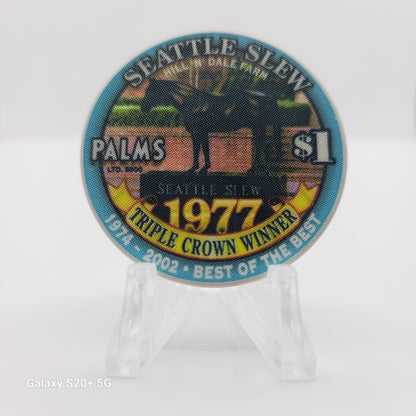 SEATTLE SLEW
HILL 'N' DALE FARM
PALMS
$1
LTD. 8000
SEATTLE SLEW
1977
TRIPLE CROWN WINNER
1974 - 2002 • BEST OF THE BEST
Galaxy S20+ 5G